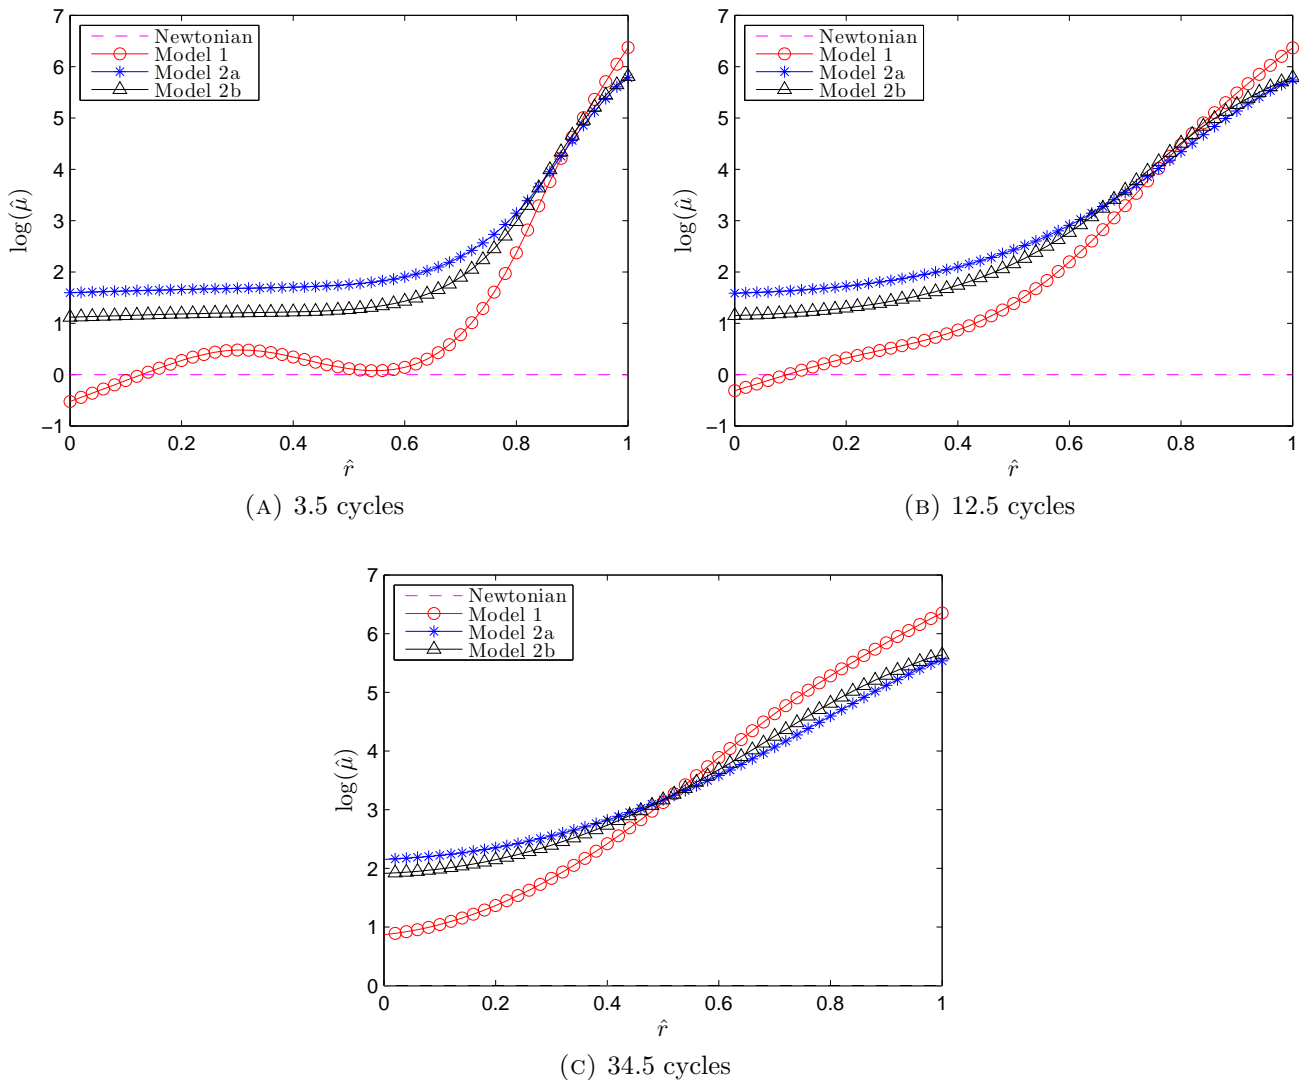 7
6
5
4
3
2
1
0
−1
log(μ̂)
Newtonian
Model 1
Model 2a
Model 2b
0 0.2 0.4 0.6 0.8 1
r̂
(A) 3.5 cycles
7
6
5
4
3
2
1
0
−1
log(μ̂)
Newtonian
Model 1
Model 2a
Model 2b
0 0.2 0.4 0.6 0.8 1
r̂
(B) 12.5 cycles
7
6
5
4
3
2
1
0
log(μ̂)
Newtonian
Model 1
Model 2a
Model 2b
0 0.2 0.4 0.6 0.8 1
r̂
(C) 34.5 cycles